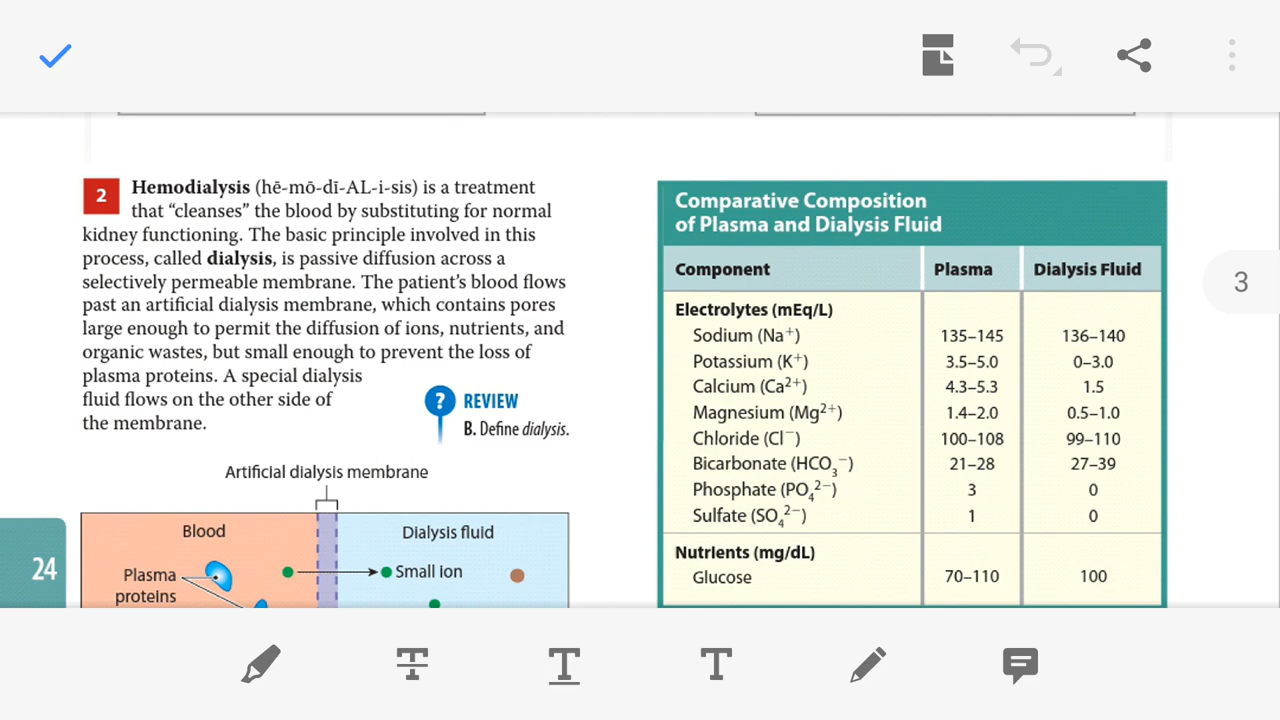 2 Hemodialysis (hē-mō-dī-AL-i-sis) is a treatment
that “cleanses” the blood by substituting for normal
kidney functioning. The basic principle involved in this
process, called dialysis, is passive diffusion across a
selectively permeable membrane. The patient’s blood flows
past an artificial dialysis membrane, which contains pores
large enough to permit the diffusion of ions, nutrients, and
organic wastes, but small enough to prevent the loss of
plasma proteins. A special dialysis
fluid flows on the other side of
the membrane.
? REVIEW
B. Define dialysis.
Artificial dialysis membrane
Blood
Dialysis fluid
Plasma
proteins
Small ion
24
Comparative Composition
of Plasma and Dialysis Fluid
Component Plasma Dialysis Fluid
Electrolytes (mEq/L)
Sodium (Na⁺) 135–145 136–140
Potassium (K⁺) 3.5–5.0 0–3.0
Calcium (Ca²⁺) 4.3–5.3 1.5
Magnesium (Mg²⁺) 1.4–2.0 0.5–1.0
Chloride (Cl⁻) 100–108 99–110
Bicarbonate (HCO₃⁻) 21–28 27–39
Phosphate (PO₄²⁻) 3 0
Sulfate (SO₄²⁻) 1 0
Nutrients (mg/dL)
Glucose 70–110 100
3
T T T